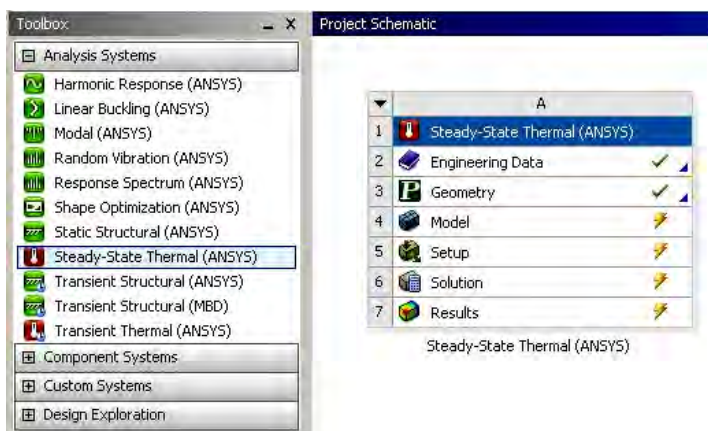 Toolbox
Analysis Systems
Harmonic Response (ANSYS)
Linear Buckling (ANSYS)
Modal (ANSYS)
Random Vibration (ANSYS)
Response Spectrum (ANSYS)
Shape Optimization (ANSYS)
Static Structural (ANSYS)
Steady-State Thermal (ANSYS)
Transient Structural (ANSYS)
Transient Structural (MBD)
Transient Thermal (ANSYS)
Component Systems
Custom Systems
Design Exploration
Project Schematic
A
1 Steady-State Thermal (ANSYS)
2 Engineering Data
3 Geometry
4 Model
5 Setup
6 Solution
7 Results
Steady-State Thermal (ANSYS)